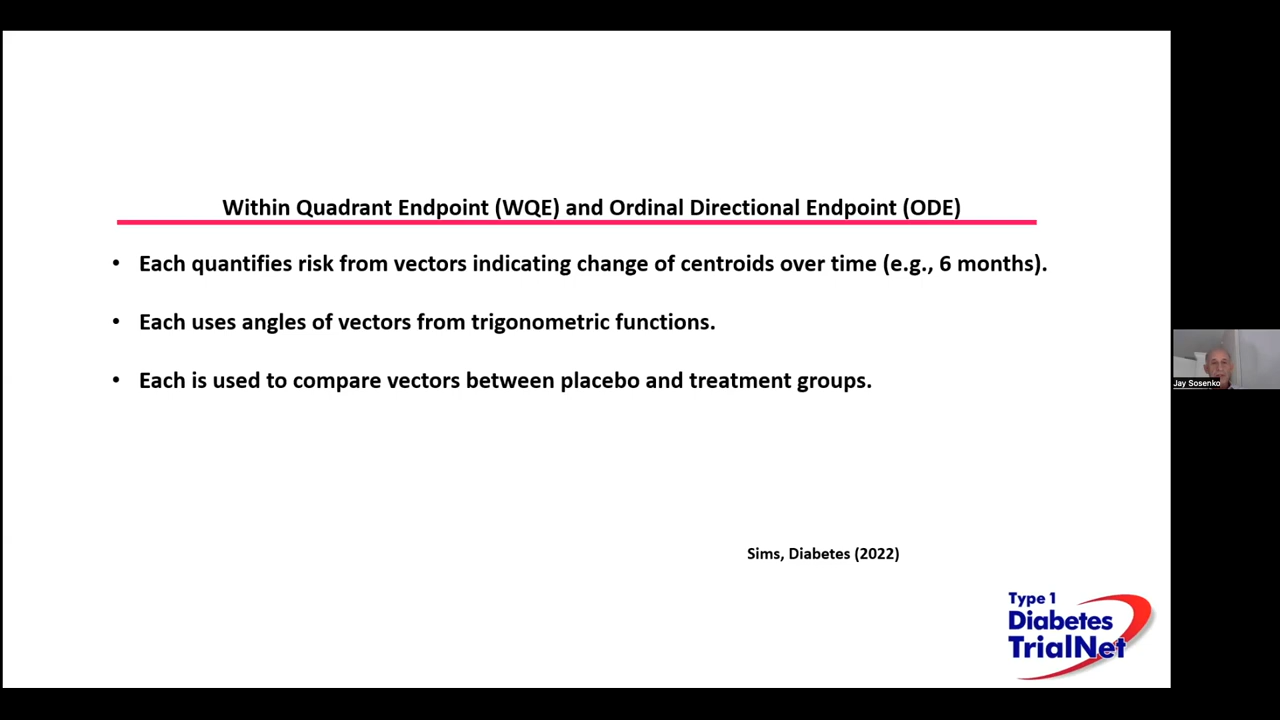 Within Quadrant Endpoint (WQE) and Ordinal Directional Endpoint (ODE)
• Each quantifies risk from vectors indicating change of centroids over time (e.g., 6 months).
• Each uses angles of vectors from trigonometric functions.
• Each is used to compare vectors between placebo and treatment groups.
Jay Sosenko
Sims, Diabetes (2022)
Type 1
Diabetes
TrialNet